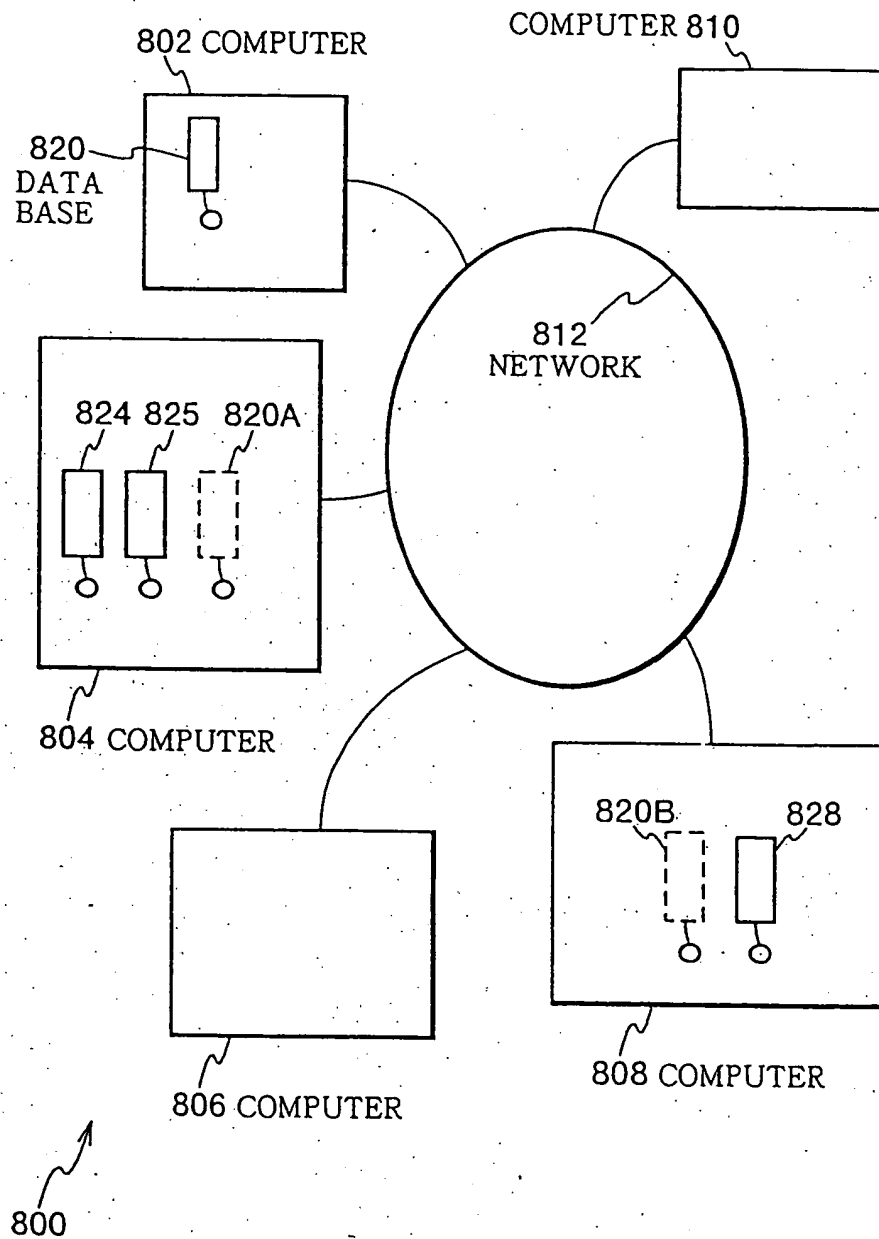 802 COMPUTER
COMPUTER 810
820
DATA
BASE
812
NETWORK
824 825 820A
804 COMPUTER
820B 828
808 COMPUTER
806 COMPUTER
800